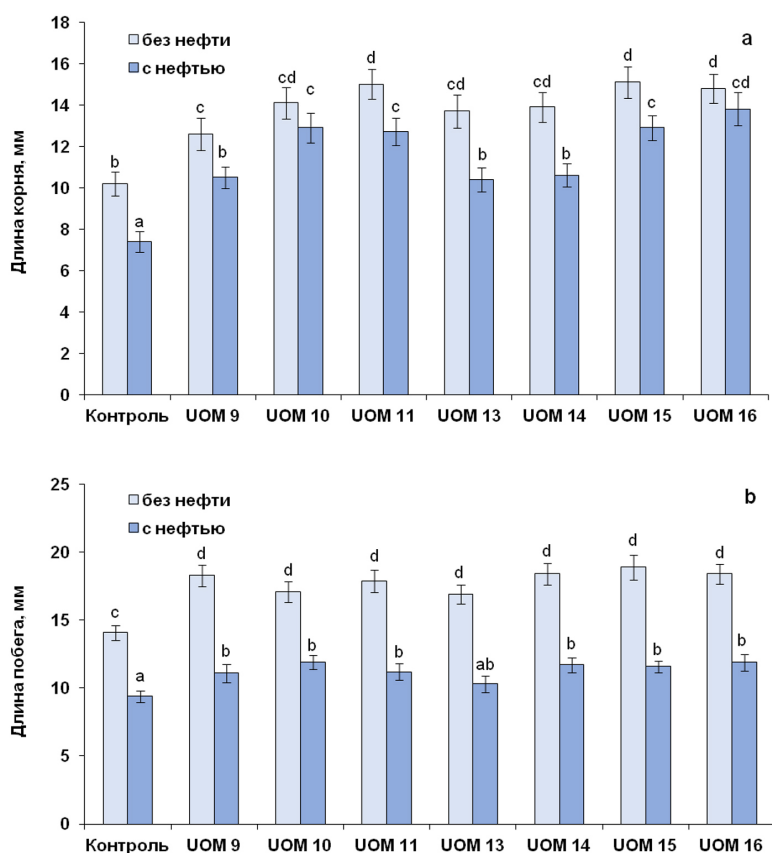 18
16
14
12
10
8
6
4
2
0
Длина корня, мм
без нефти
с нефтью
a
b a c b cd c d c cd b cd b d c d cd
Контроль UOM 9 UOM 10 UOM 11 UOM 13 UOM 14 UOM 15 UOM 16
25
20
15
10
5
0
Длина побега, мм
без нефти
с нефтью
b
c a d b d b d b d ab d b d b d b
Контроль UOM 9 UOM 10 UOM 11 UOM 13 UOM 14 UOM 15 UOM 16